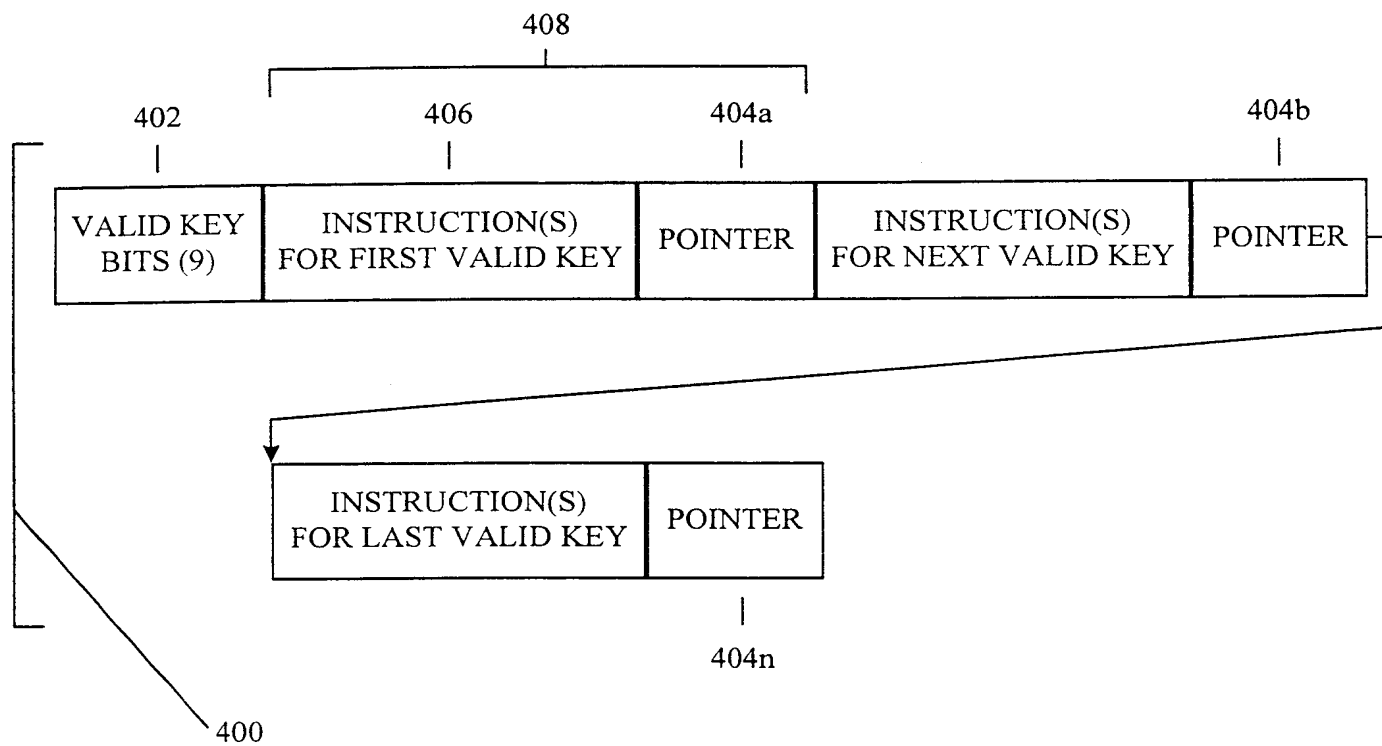 408
402
406
404a
404b
VALID KEY
BITS (9)
INSTRUCTION(S)
FOR FIRST VALID KEY
POINTER
INSTRUCTION(S)
FOR NEXT VALID KEY
POINTER
INSTRUCTION(S)
FOR LAST VALID KEY
POINTER
404n
400